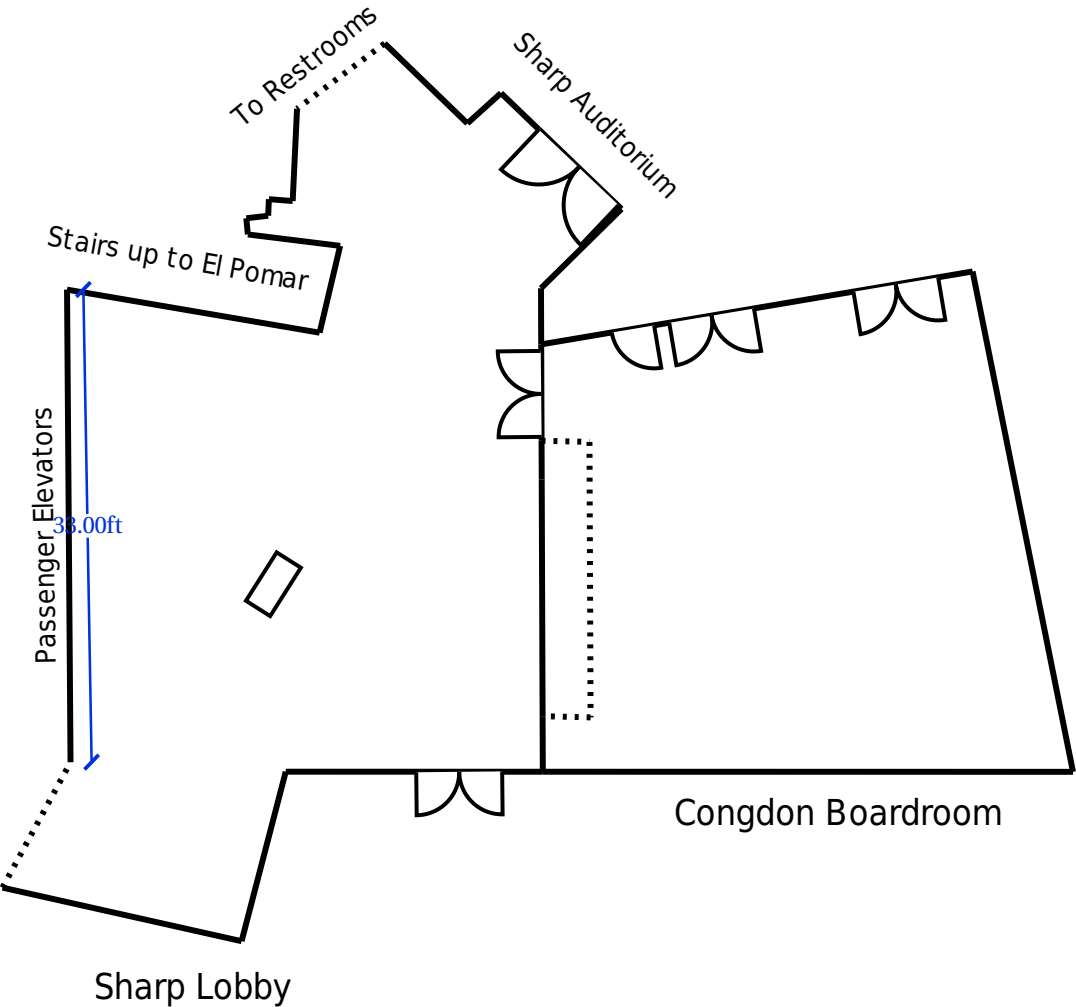 To Restrooms
Sharp Auditorium
Stairs up to El Pomar
Passenger Elevators
33.00ft
Congdon Boardroom
Sharp Lobby